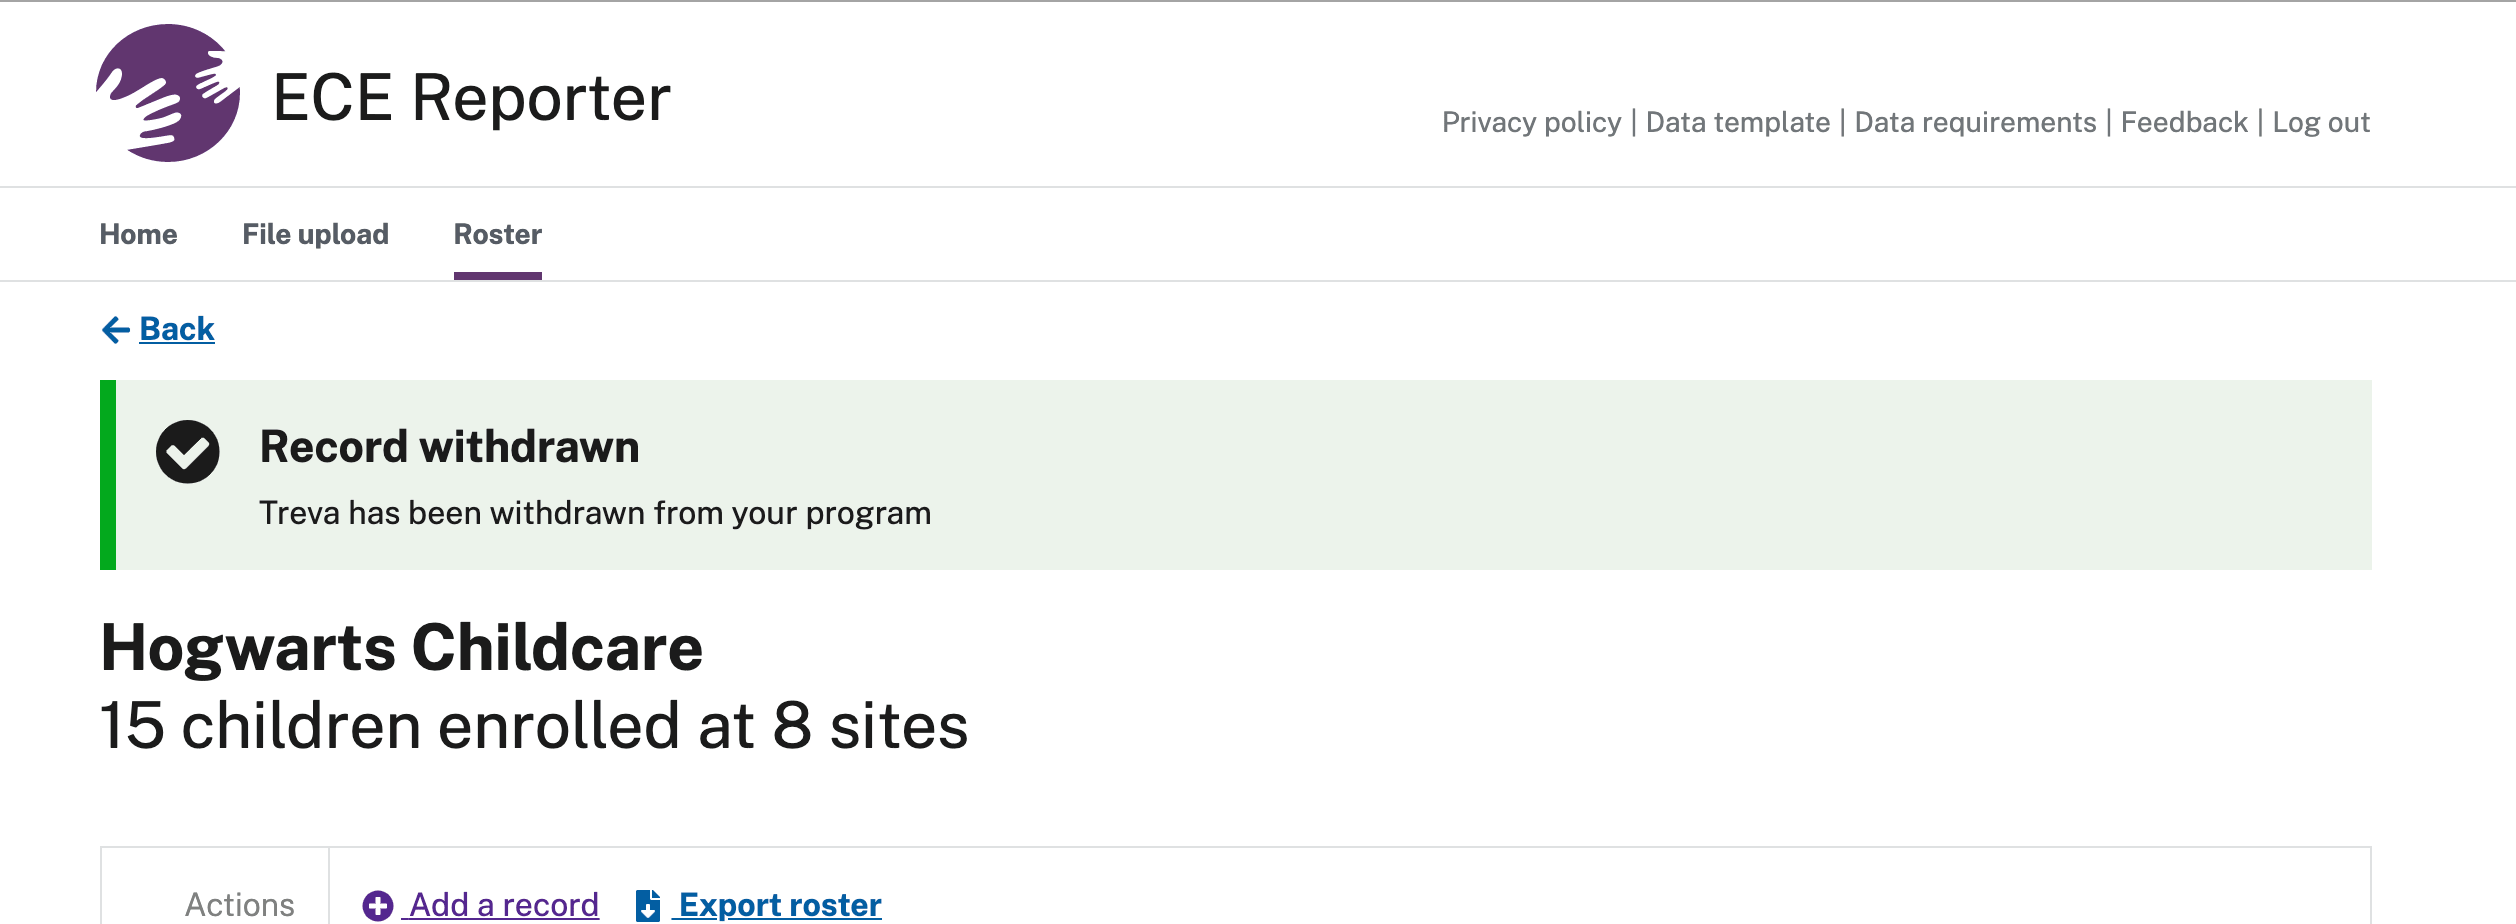 ECE Reporter
Privacy policy | Data template | Data requirements | Feedback | Log out
Home File upload Roster
Back
Record withdrawn
Treva has been withdrawn from your program
Hogwarts Childcare
15 children enrolled at 8 sites
Actions Add a record Export roster